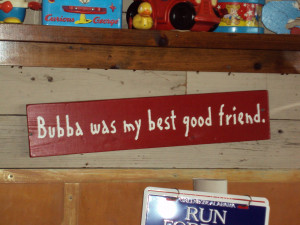 Curious George
Bubba was my best good friend.
RUN